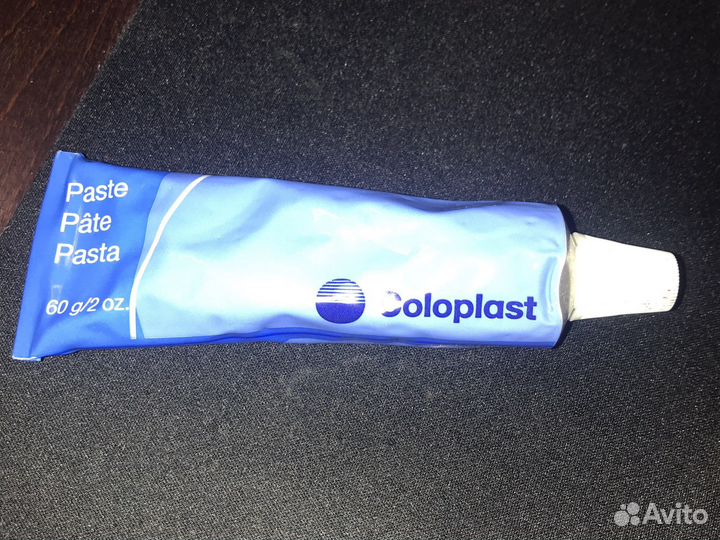 Paste
Pâte
Pasta
60 g/2 oz.
Coloplast
Avito